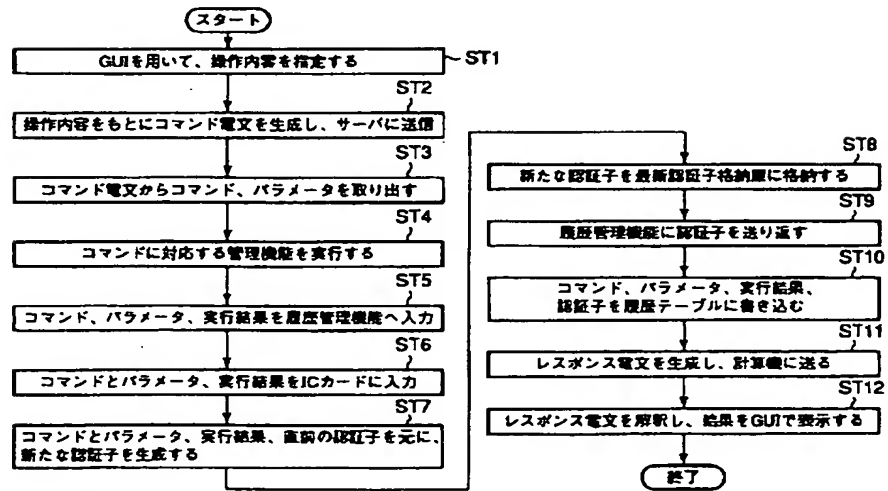 スタート
GUIを用いて、操作内容を指定する
ST1
ST2
操作内容をもとにコマンド電文を生成し、サーバに送信
ST3
コマンド電文からコマンド、パラメータを取り出す
ST4
コマンドに対応する管理機能を実行する
ST5
コマンド、パラメータ、実行結果を履歴管理機能へ入力
ST6
コマンドとパラメータ、実行結果をICカードに入力
ST7
コマンドとパラメータ、実行結果、直前の認証子を元に、
新たな認証子を生成する
ST8
新たな認証子を最新認証子格納庫に格納する
ST9
履歴管理機能に認証子を送り返す
ST10
コマンド、パラメータ、実行結果、
認証子を履歴テーブルに書き込む
ST11
レスポンス電文を生成し、計算機に送る
ST12
レスポンス電文を解釈し、結果をGUIで表示する
終了